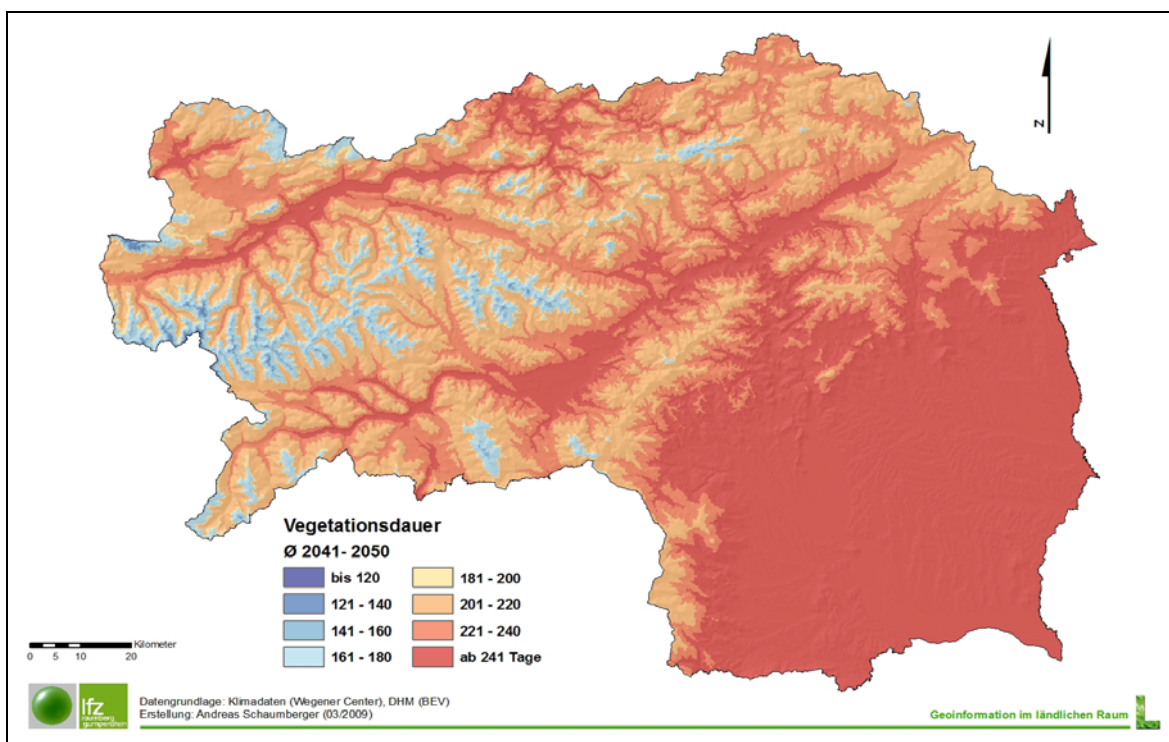 N
Vegetationsdauer
Ø 2041- 2050
bis 120
121 - 140
141 - 160
161 - 180
181 - 200
201 - 220
221 - 240
ab 241 Tage
Kilometer
0 5 10 20
lfz
raumberg
gumpenstein
Datengrundlage: Klimadaten (Wegener Center), DHM (BEV)
Erstellung: Andreas Schaumberger (03/2009)
Geoinformation im ländlichen Raum
L